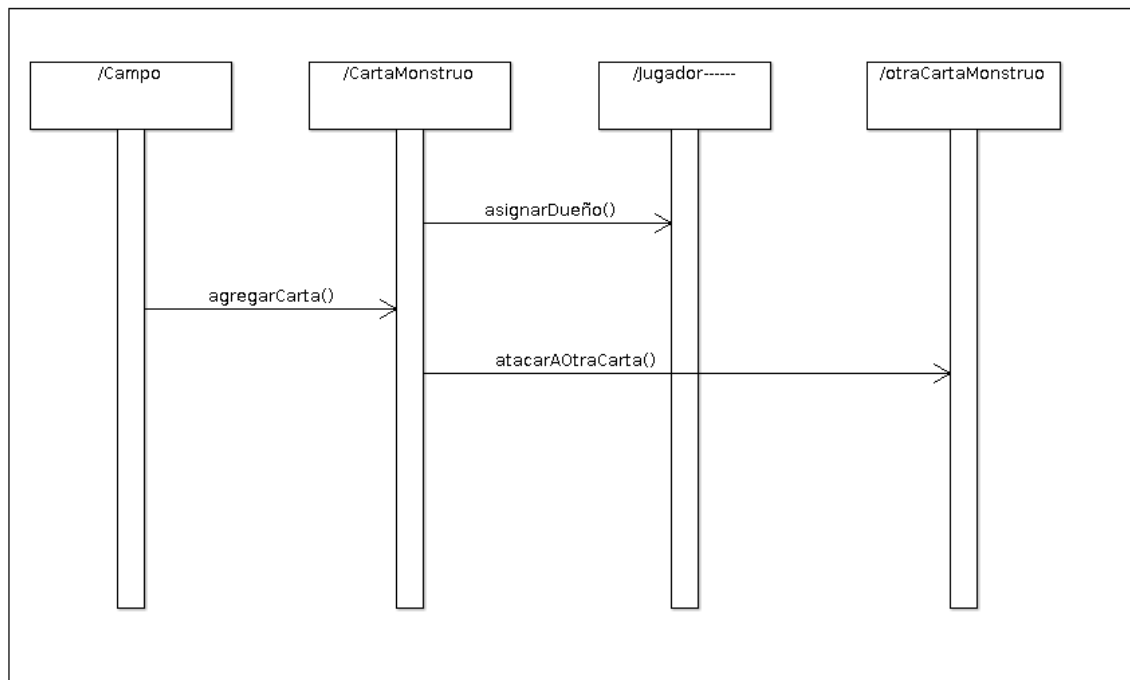 /Campo
/CartaMonstruo
/Jugador------
/otraCartaMonstruo
asignarDueño()
agregarCarta()
atacarAOtraCarta()